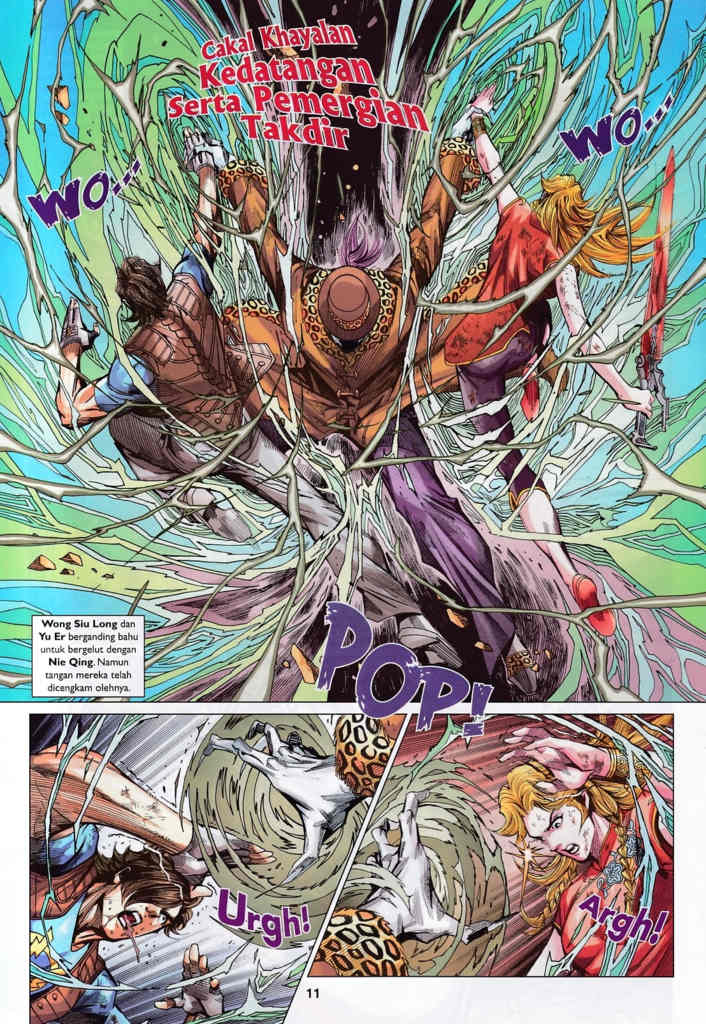 Cakal Khayalan
Kedatangan
Serta Pemergian
Takdir
WO...
WO...
Wong Siu Long dan
Yu Er berganding bahu
untuk bergelut dengan
Nie Qing. Namun
tangan mereka telah
dicengkam olehnya.
POP!
Urgh!
Argh!
11